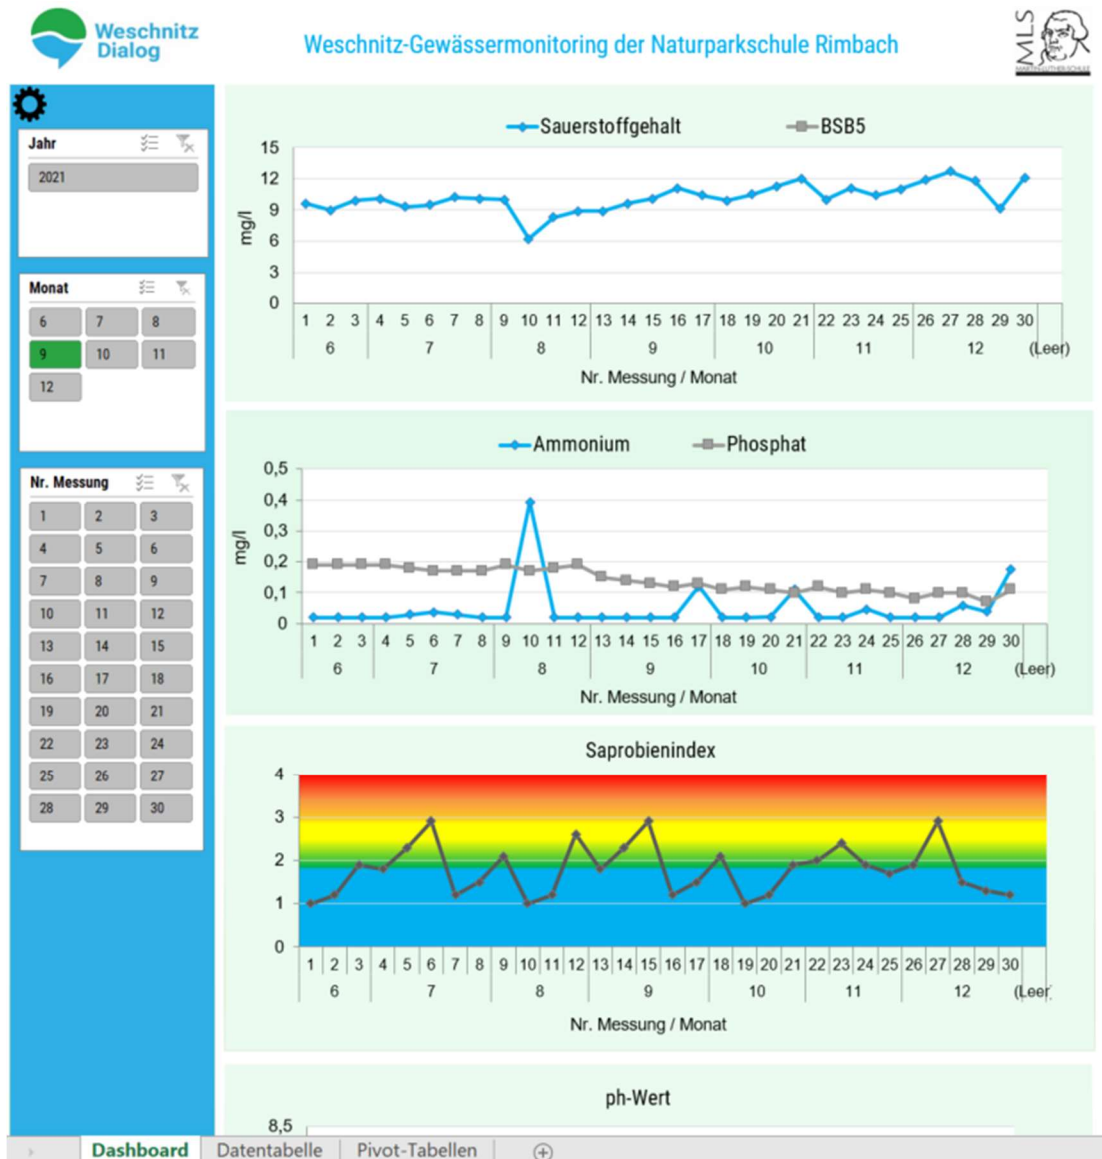 Weschnitz
Dialog
Weschnitz-Gewässermonitoring der Naturparkschule Rimbach
MLS
MARTIN-LUTHER-SCHULE
Jahr
2021
Monat
6 7 8
9 10 11
12
Nr. Messung
1 2 3
4 5 6
7 8 9
10 11 12
13 14 15
16 17 18
19 20 21
22 23 24
25 26 27
28 29 30
Sauerstoffgehalt BSB5
15
12
9
6
3
0
mg/l
1 2 3 4 5 6 7 8 9 10 11 12 13 14 15 16 17 18 19 20 21 22 23 24 25 26 27 28 29 30
6 7 8 9 10 11 12 (Leer)
Nr. Messung / Monat
Ammonium Phosphat
0,5
0,4
0,3
0,2
0,1
0
mg/l
1 2 3 4 5 6 7 8 9 10 11 12 13 14 15 16 17 18 19 20 21 22 23 24 25 26 27 28 29 30
6 7 8 9 10 11 12 (Leer)
Nr. Messung / Monat
Saprobienindex
4
3
2
1
0
1 2 3 4 5 6 7 8 9 10 11 12 13 14 15 16 17 18 19 20 21 22 23 24 25 26 27 28 29 30
6 7 8 9 10 11 12 (Leer)
Nr. Messung / Monat
ph-Wert
8,5
Dashboard Datentabelle Pivot-Tabellen